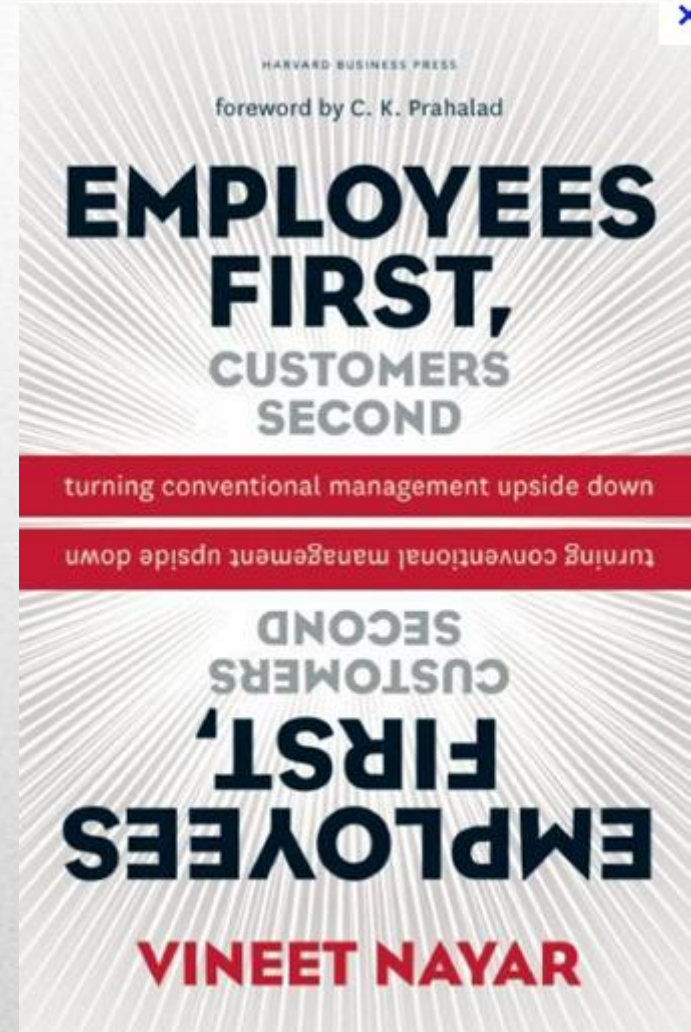 HARVARD BUSINESS PRESS
foreword by C. K. Prahalad
EMPLOYEES
FIRST,
CUSTOMERS
SECOND
turning conventional management upside down
turning conventional management upside down
SECOND
CUSTOMERS
FIRST,
EMPLOYEES
VINEET NAYAR